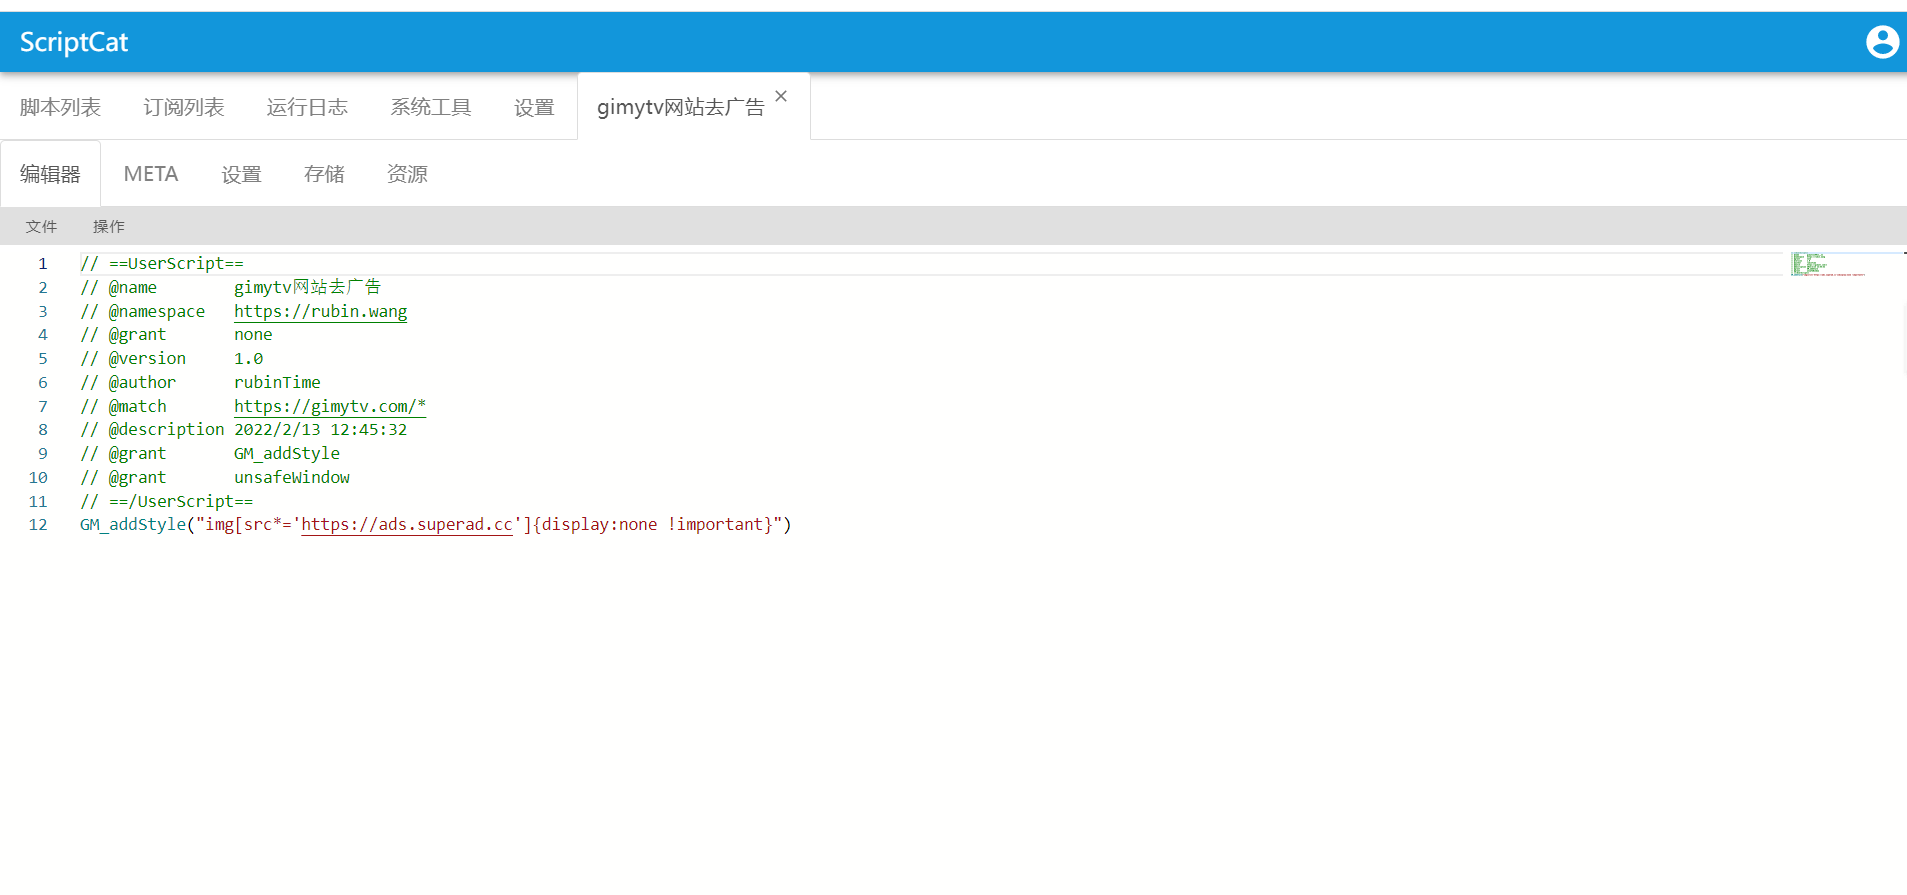 ScriptCat
脚本列表 订阅列表 运行日志 系统工具 设置 gimytv网站去广告
编辑器 META 设置 存储 资源
文件 操作
1 // ==UserScript==
2 // @name gimytv网站去广告
3 // @namespace https://rubin.wang
4 // @grant none
5 // @version 1.0
6 // @author rubinTime
7 // @match https://gimytv.com/*
8 // @description 2022/2/13 12:45:32
9 // @grant GM_addStyle
10 // @grant unsafeWindow
11 // ==/UserScript==
12 GM_addStyle("img[src*='https://ads.superad.cc']{display:none !important}")